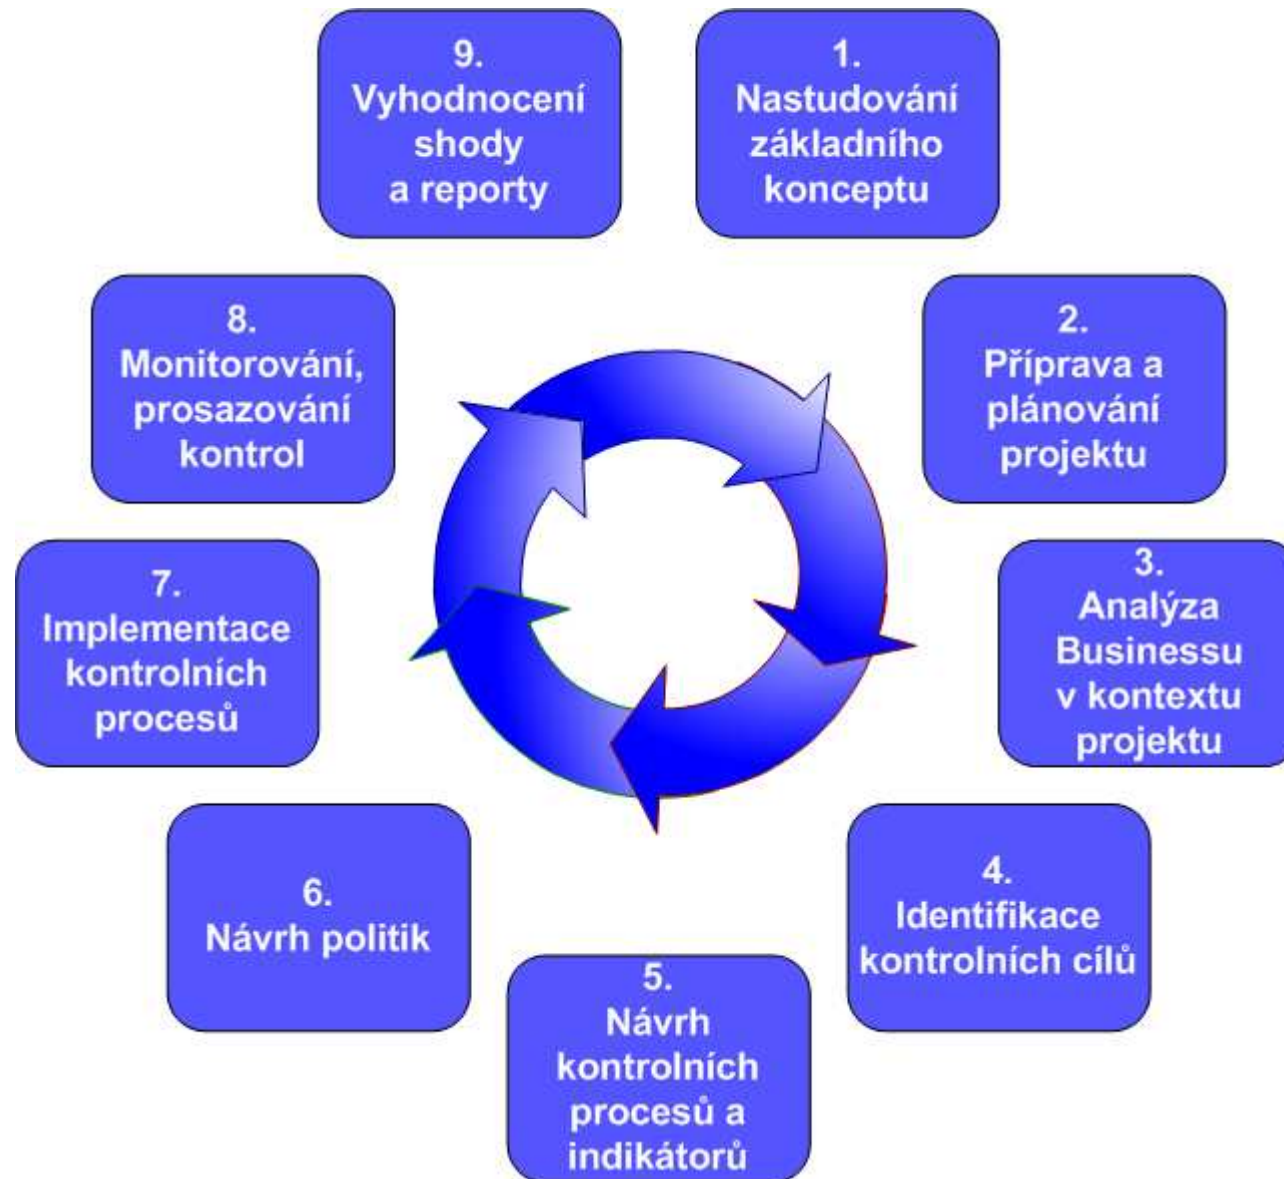 1.
Nastudování
základního
konceptu
2.
Příprava a
plánování
projektu
3.
Analýza
Businessu
v kontextu
projektu
4.
Identifikace
kontrolních cílů
5.
Návrh
kontrolních
procesů a
indikátorů
6.
Návrh politik
7.
Implementace
kontrolních
procesů
8.
Monitorování,
prosazování
kontrol
9.
Vyhodnocení
shody
a reporty